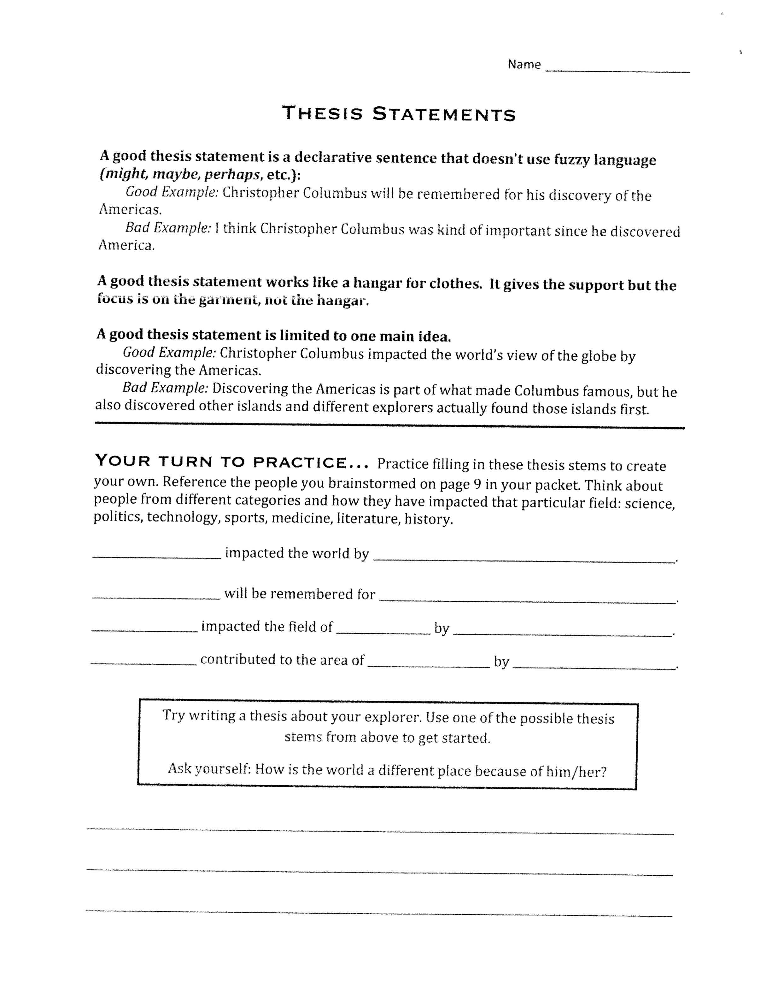 Name
THESIS STATEMENTS
A good thesis statement is a declarative sentence that doesn't use fuzzy language
(might, maybe, perhaps, etc.):
Good Example: Christopher Columbus will be remembered for his discovery of the
Americas.
Bad Example: I think Christopher Columbus was kind of important since he discovered
America.
A good thesis statement works like a hangar for clothes. It gives the support but the
focus is on the garment, not the hangar.
A good thesis statement is limited to one main idea.
Good Example: Christopher Columbus impacted the world's view of the globe by
discovering the Americas.
Bad Example: Discovering the Americas is part of what made Columbus famous, but he
also discovered other islands and different explorers actually found those islands first.
YOUR TURN TO PRACTICE... Practice filling in these thesis stems to create
your own. Reference the people you brainstormed on page 9 in your packet. Think about
people from different categories and how they have impacted that particular field: science,
politics, technology, sports, medicine, literature, history.
impacted the world by .
will be remembered for .
impacted the field of by .
contributed to the area of by .
Try writing a thesis about your explorer. Use one of the possible thesis
stems from above to get started.
Ask yourself: How is the world a different place because of him/her?